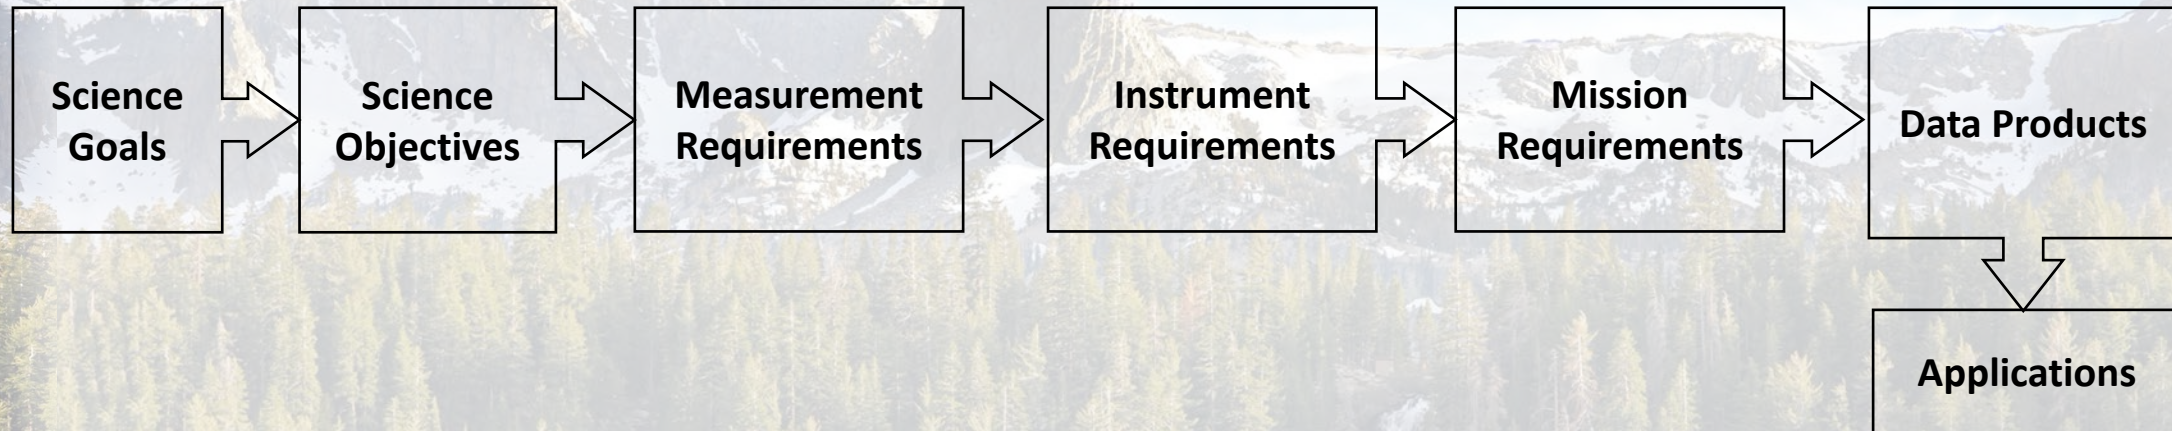 Science
Goals
Science
Objectives
Measurement
Requirements
Instrument
Requirements
Mission
Requirements
Data Products
Applications